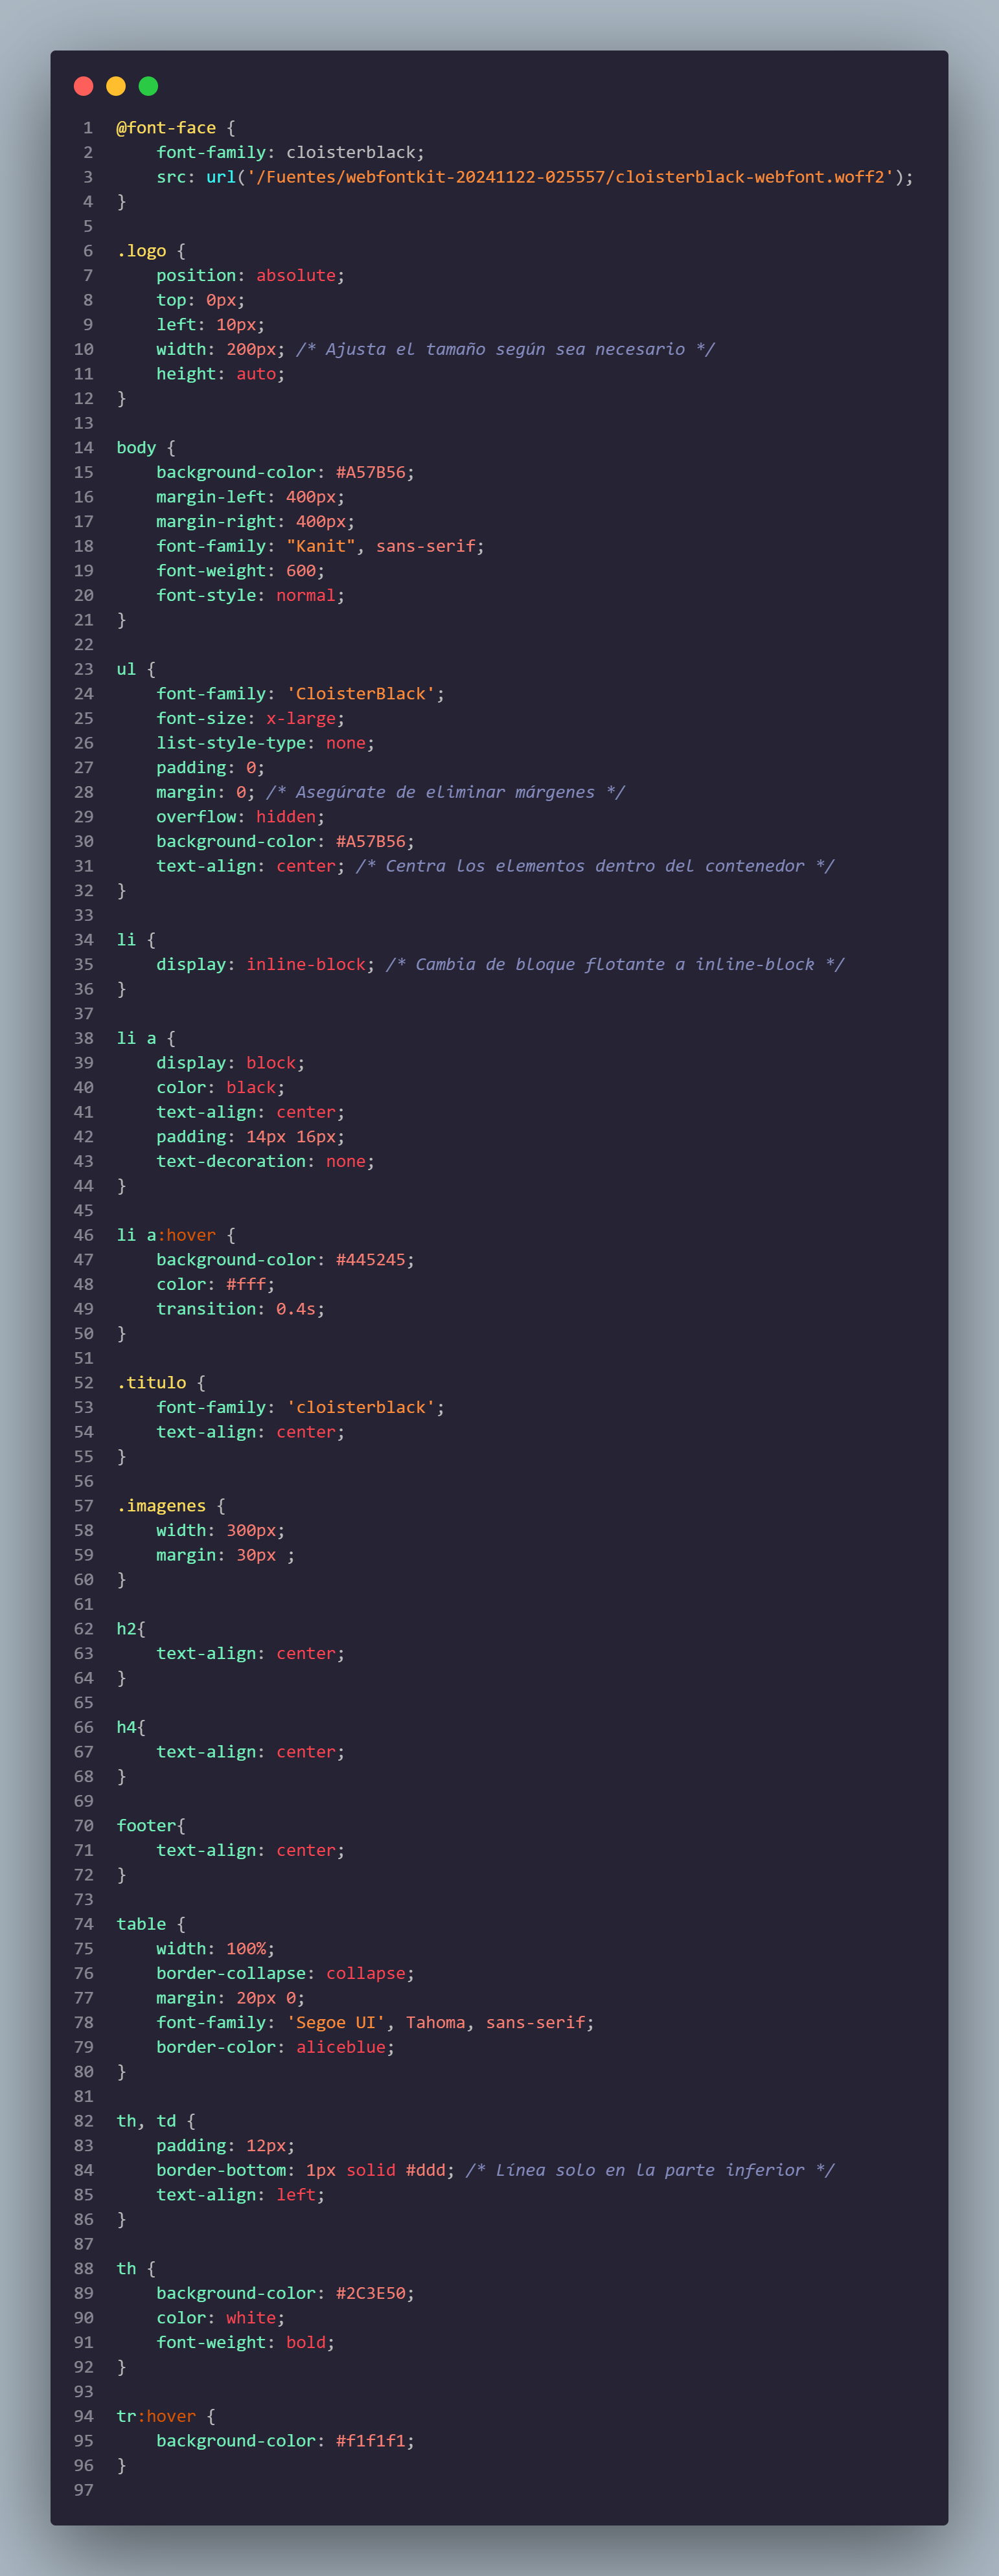 1 @font-face {
2     font-family: cloisterblack;
3     src: url('/Fuentes/webfontkit-20241122-025557/cloisterblack-webfont.woff2');
4 }
5
6 .logo {
7     position: absolute;
8     top: 0px;
9     left: 10px;
10     width: 200px; /* Ajusta el tamaño según sea necesario */
11     height: auto;
12 }
13
14 body {
15     background-color: #A57B56;
16     margin-left: 400px;
17     margin-right: 400px;
18     font-family: "Kanit", sans-serif;
19     font-weight: 600;
20     font-style: normal;
21 }
22
23 ul {
24     font-family: 'CloisterBlack';
25     font-size: x-large;
26     list-style-type: none;
27     padding: 0;
28     margin: 0; /* Asegúrate de eliminar márgenes */
29     overflow: hidden;
30     background-color: #A57B56;
31     text-align: center; /* Centra los elementos dentro del contenedor */
32 }
33
34 li {
35     display: inline-block; /* Cambia de bloque flotante a inline-block */
36 }
37
38 li a {
39     display: block;
40     color: black;
41     text-align: center;
42     padding: 14px 16px;
43     text-decoration: none;
44 }
45
46 li a:hover {
47     background-color: #445245;
48     color: #fff;
49     transition: 0.4s;
50 }
51
52 .titulo {
53     font-family: 'cloisterblack';
54     text-align: center;
55 }
56
57 .imagenes {
58     width: 300px;
59     margin: 30px ;
60 }
61
62 h2{
63     text-align: center;
64 }
65
66 h4{
67     text-align: center;
68 }
69
70 footer{
71     text-align: center;
72 }
73
74 table {
75     width: 100%;
76     border-collapse: collapse;
77     margin: 20px 0;
78     font-family: 'Segoe UI', Tahoma, sans-serif;
79     border-color: aliceblue;
80 }
81
82 th, td {
83     padding: 12px;
84     border-bottom: 1px solid #ddd; /* Línea solo en la parte inferior */
85     text-align: left;
86 }
87
88 th {
89     background-color: #2C3E50;
90     color: white;
91     font-weight: bold;
92 }
93
94 tr:hover {
95     background-color: #f1f1f1;
96 }
97